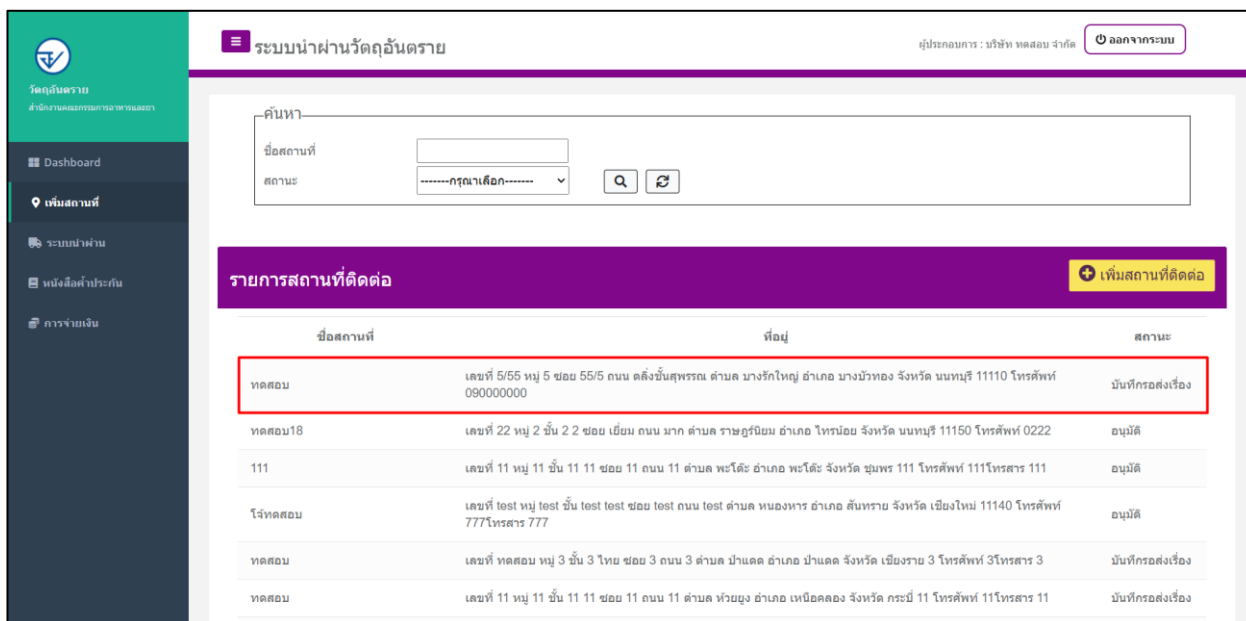 ระบบนำผ่านวัตถุอันตราย
ผู้ประกอบการ : บริษัท ทดสอบ จำกัด
ออกจากระบบ
วัตถุอันตราย
สำนักงานคณะกรรมการอาหารและยา
Dashboard
เพิ่มสถานที่
ระบบนำผ่าน
หนังสือค้ำประกัน
การจ่ายเงิน
ค้นหา
ชื่อสถานที่
สถานะ
-------กรุณาเลือก-------
รายการสถานที่ติดต่อ
เพิ่มสถานที่ติดต่อ
ชื่อสถานที่ ที่อยู่ สถานะ
ทดสอบ เลขที่ 5/55 หมู่ 5 ซอย 55/5 ถนน ตลิ่งชั้นสุพรรณ ตำบล บางรักใหญ่ อำเภอ บางบัวทอง จังหวัด นนทบุรี 11110 โทรศัพท์ บันทึกรอส่งเรื่อง
090000000
ทดสอบ18 เลขที่ 22 หมู่ 2 ชั้น 2 2 ซอย เยี่ยม ถนน มาก ตำบล ราษฎร์นิยม อำเภอ ไทรน้อย จังหวัด นนทบุรี 11150 โทรศัพท์ 0222 อนุมัติ
111 เลขที่ 11 หมู่ 11 ชั้น 11 11 ซอย 11 ถนน 11 ตำบล พะโต๊ะ อำเภอ พะโต๊ะ จังหวัด ชุมพร 111 โทรศัพท์ 111โทรสาร 111 อนุมัติ
โจ้ทดสอบ เลขที่ test หมู่ test ชั้น test test ซอย test ถนน test ตำบล หนองหาร อำเภอ สันทราย จังหวัด เชียงใหม่ 11140 โทรศัพท์ อนุมัติ
777โทรสาร 777
ทดสอบ เลขที่ ทดสอบ หมู่ 3 ชั้น 3 ไทย ซอย 3 ถนน 3 ตำบล ป่าแดด อำเภอ ป่าแดด จังหวัด เชียงราย 3 โทรศัพท์ 3โทรสาร 3 บันทึกรอส่งเรื่อง
ทดสอบ เลขที่ 11 หมู่ 11 ชั้น 11 11 ซอย 11 ถนน 11 ตำบล ห้วยยูง อำเภอ เหนือคลอง จังหวัด กระบี่ 11 โทรศัพท์ 11โทรสาร 11 บันทึกรอส่งเรื่อง